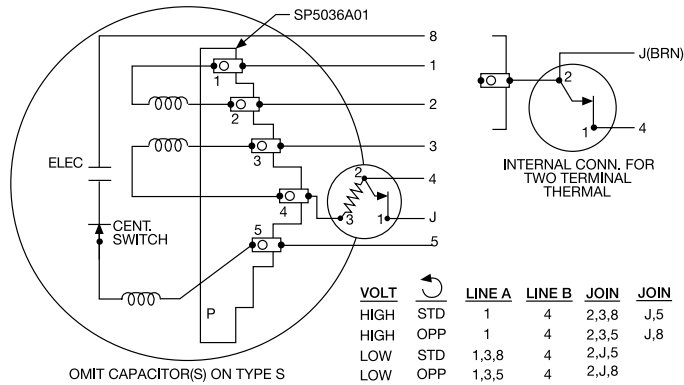 SP5036A01
8
J(BRN)
1
2
1
1
2
4
2
INTERNAL CONN. FOR
TWO TERMINAL
THERMAL
3
3
ELEC
2
4
4
3
1
J
CENT.
SWITCH
5
5
P
OMIT CAPACITOR(S) ON TYPE S
VOLT LINE A LINE B JOIN JOIN
HIGH STD 1 4 2,3,8 J,5
HIGH OPP 1 4 2,3,5 J,8
LOW STD 1,3,8 4 2,J,5
LOW OPP 1,3,5 4 2,J,8